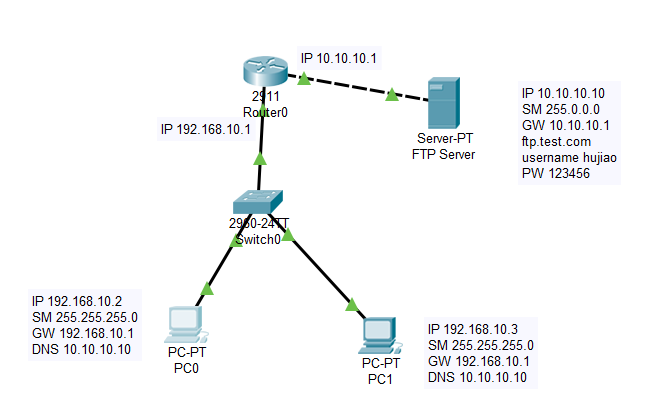 IP 10.10.10.1
2911
Router0
IP 192.168.10.1
Server-PT
FTP Server
IP 10.10.10.10
SM 255.0.0.0
GW 10.10.10.1
ftp.test.com
username hujiao
PW 123456
2960-24TT
Switch0
IP 192.168.10.2
SM 255.255.255.0
GW 192.168.10.1
DNS 10.10.10.10
PC-PT
PC0
PC-PT
PC1
IP 192.168.10.3
SM 255.255.255.0
GW 192.168.10.1
DNS 10.10.10.10